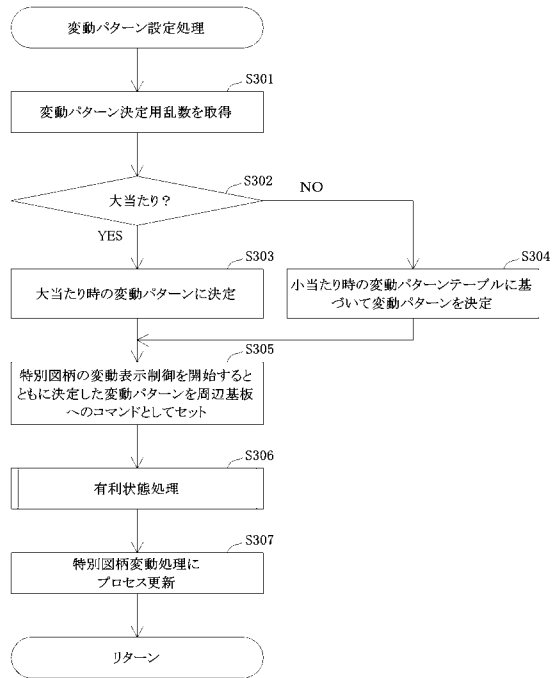 変動パターン設定処理
S301
変動パターン決定用乱数を取得
S302
大当たり？
NO
YES
S303
大当たり時の変動パターンに決定
S304
小当たり時の変動パターンテーブルに基
づいて変動パターンを決定
S305
特別図柄の変動表示制御を開始すると
ともに決定した変動パターンを周辺基板
へのコマンドとしてセット
S306
有利状態処理
S307
特別図柄変動処理に
プロセス更新
リターン